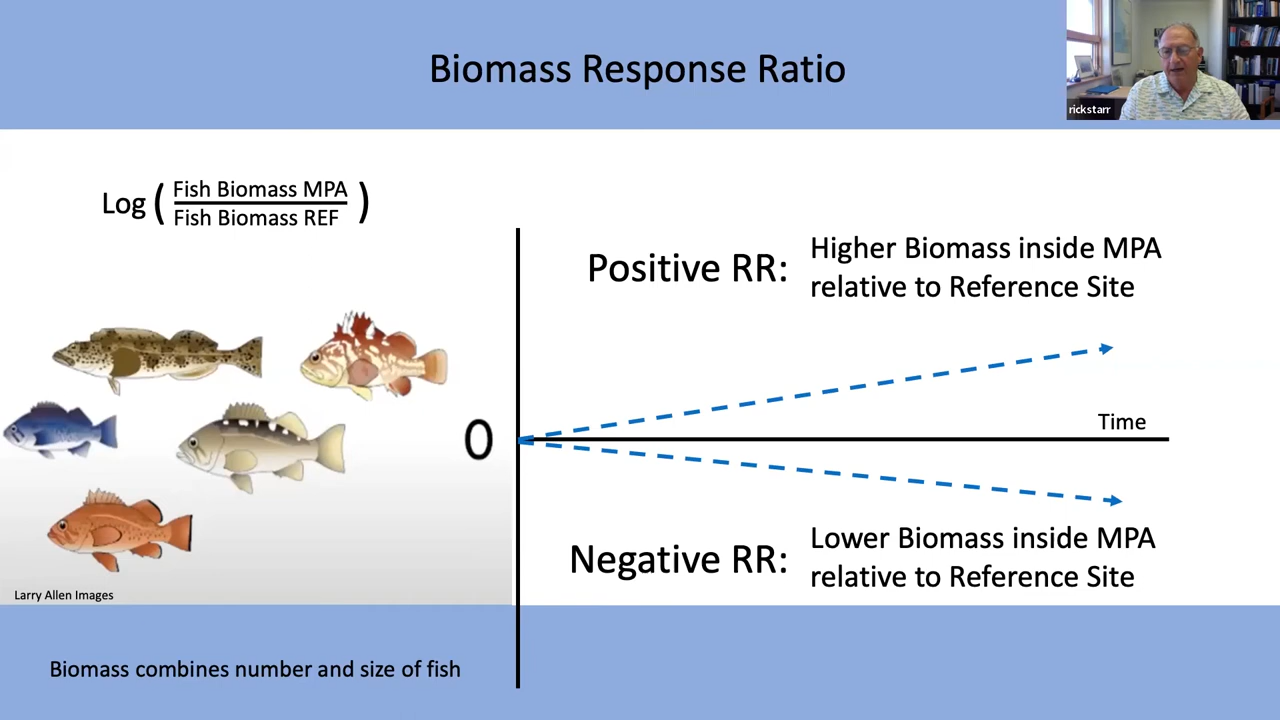 Biomass Response Ratio
rickstarr
Log ( Fish Biomass MPA
Fish Biomass REF )
Positive RR:
Higher Biomass inside MPA
relative to Reference Site
0
Time
Negative RR:
Lower Biomass inside MPA
relative to Reference Site
Larry Allen Images
Biomass combines number and size of fish